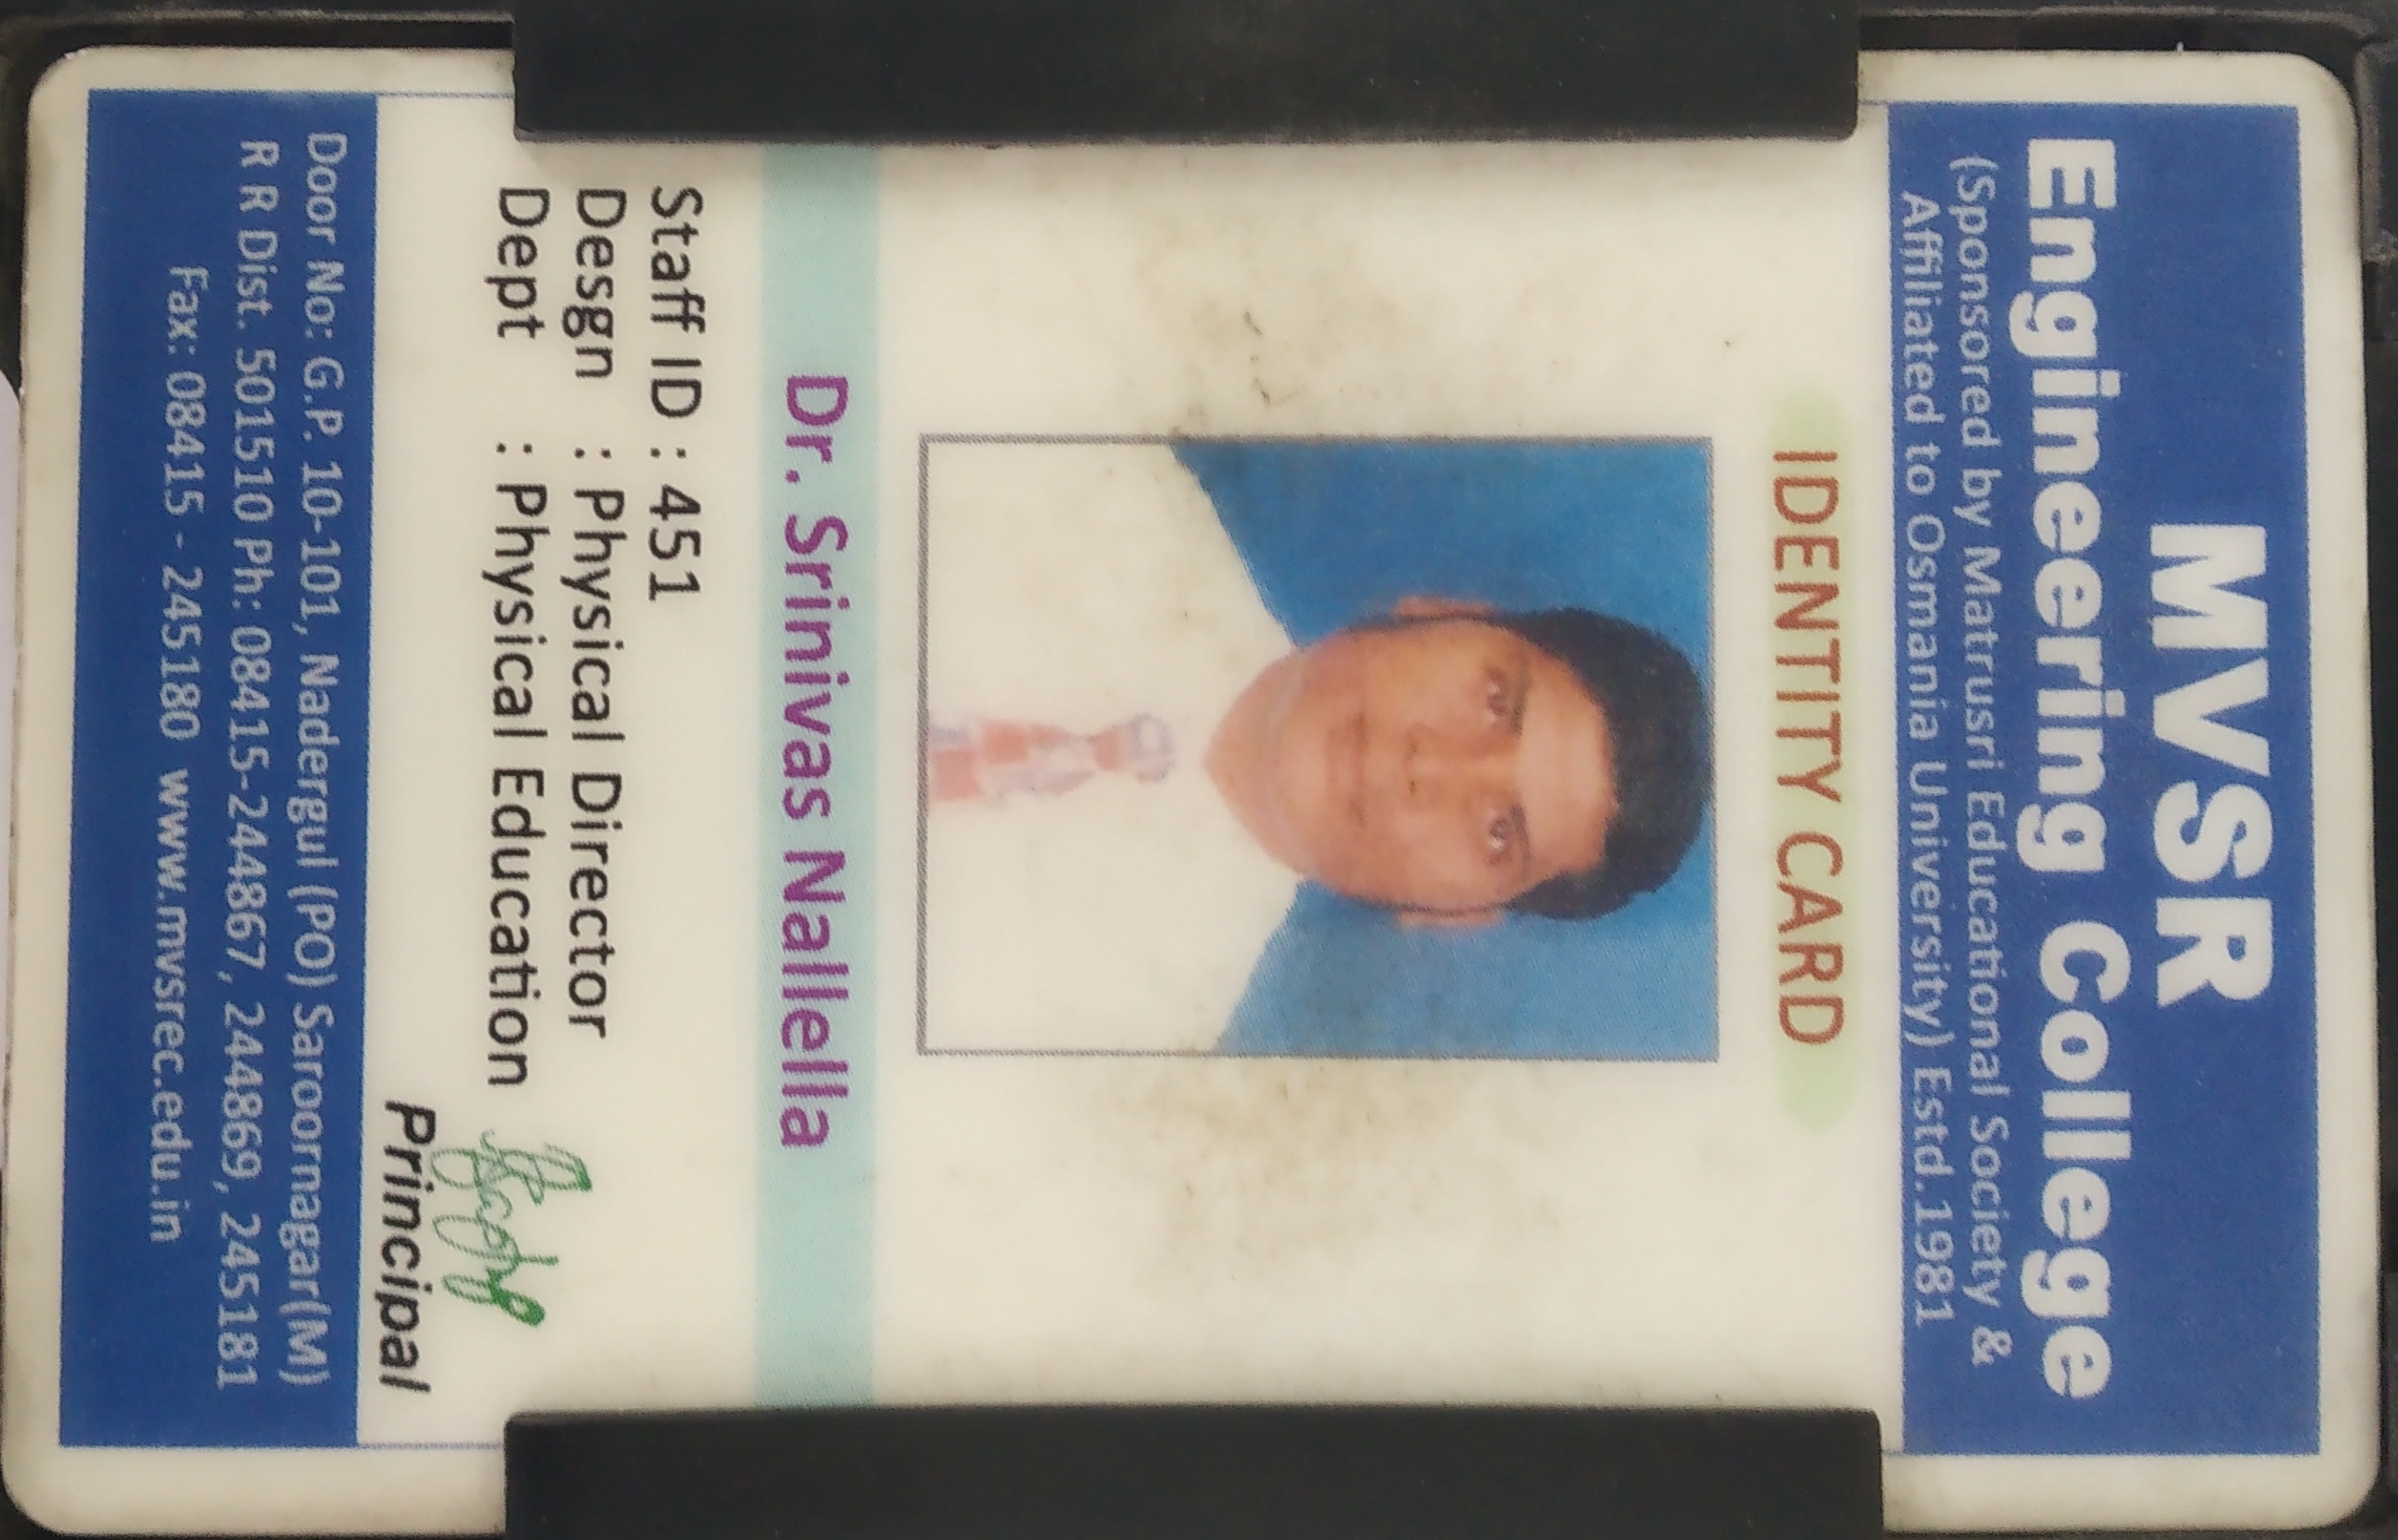 MVSR
Engineering College
(Sponsored by Matrusri Educational Society &
Affiliated to Osmania University) Estd.1981
IDENTITY CARD
Dr. Srinivas Nallella
Staff ID : 451
Desgn : Physical Director
Dept : Physical Education
Principal
Door No: G.P. 10-101, Nadergul (PO) Saroornagar(M)
R R Dist. 501510 Ph: 08415-244867, 244869, 245181
Fax: 08415 - 245180 www.mvsrec.edu.in